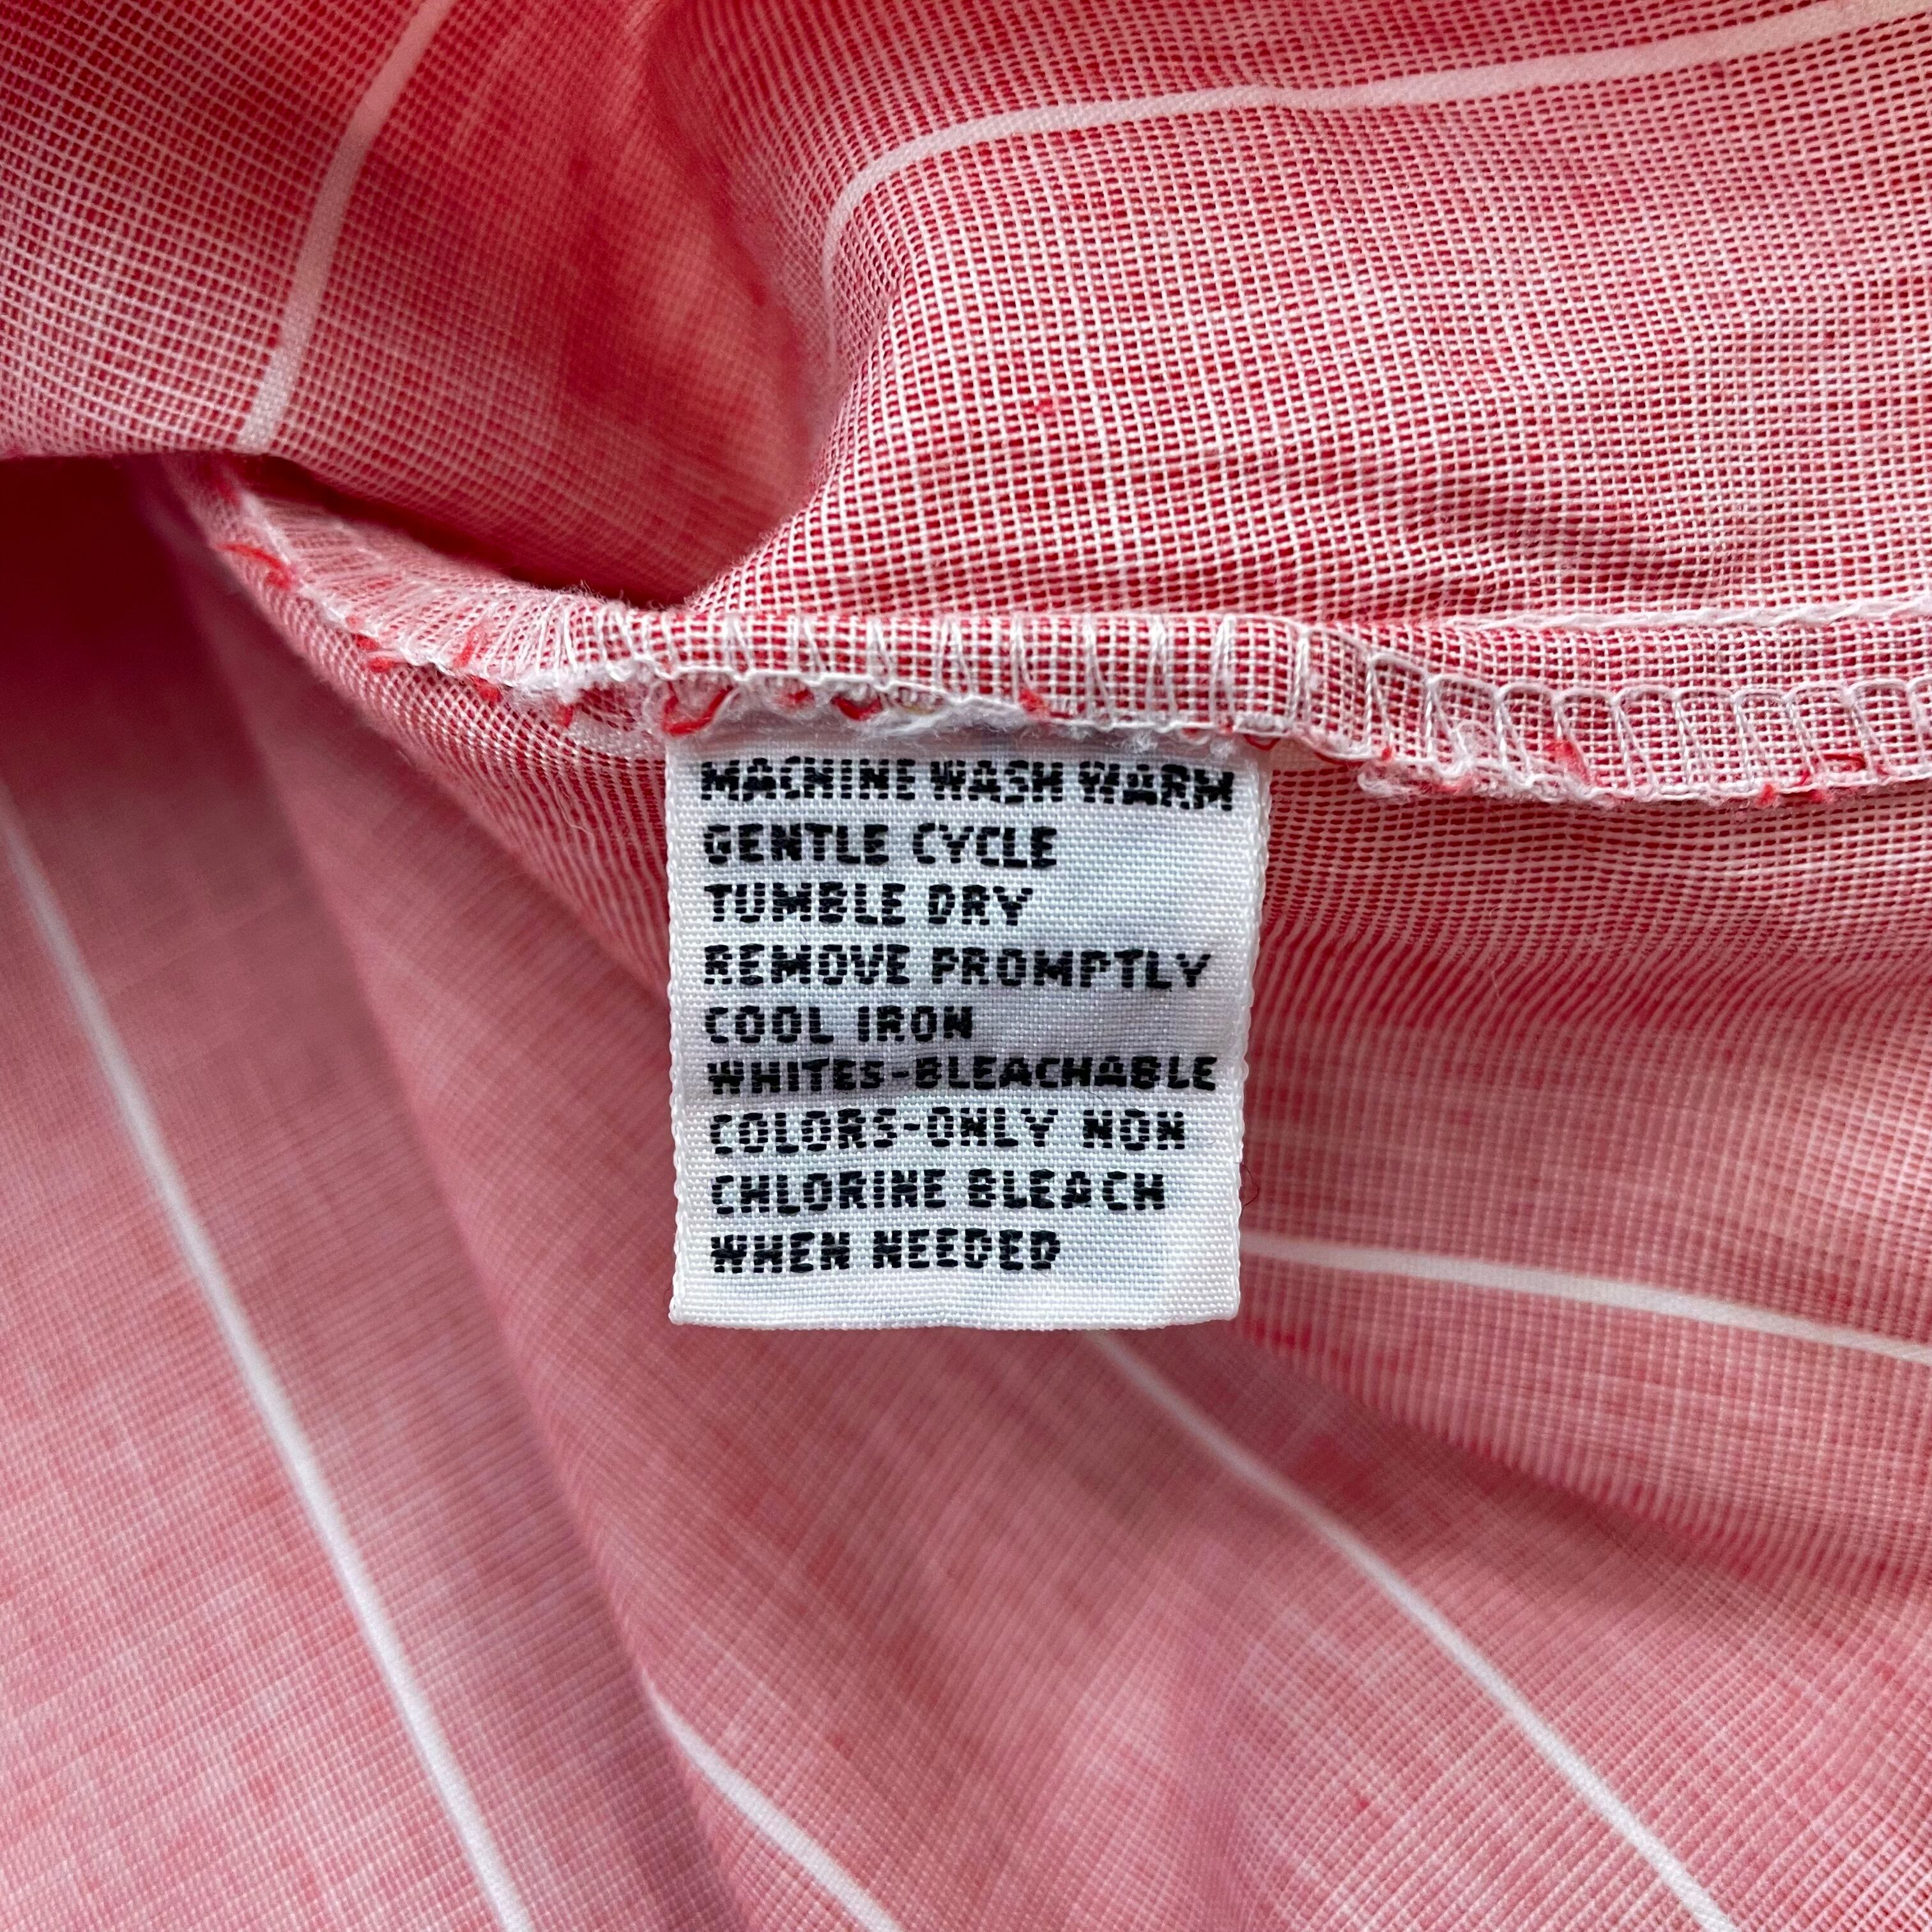 MACHINE WASH WARM
GENTLE CYCLE
TUMBLE DRY
REMOVE PROMPTLY
COOL IRON
WHITES-BLEACHABLE
COLORS-ONLY NON
CHLORINE BLEACH
WHEN NEEDED